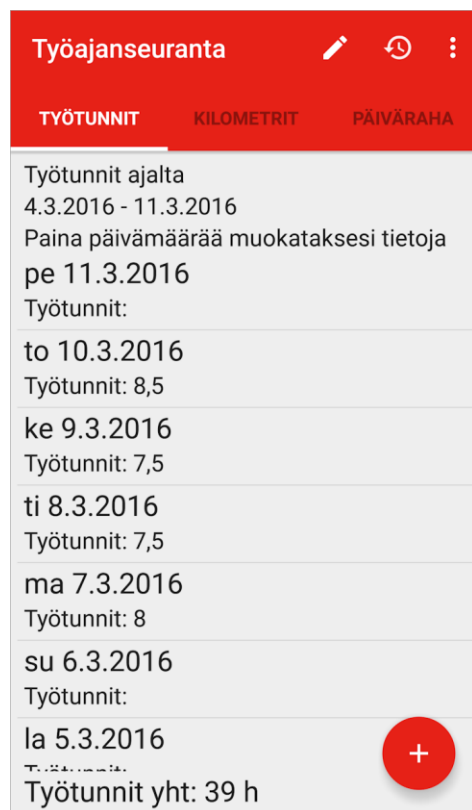 Työajanseuranta
TYÖTUNNIT KILOMETRIT PÄIVÄRAHA
Työtunnit ajalta
4.3.2016 - 11.3.2016
Paina päivämäärää muokataksesi tietoja
pe 11.3.2016
Työtunnit:
to 10.3.2016
Työtunnit: 8,5
ke 9.3.2016
Työtunnit: 7,5
ti 8.3.2016
Työtunnit: 7,5
ma 7.3.2016
Työtunnit: 8
su 6.3.2016
Työtunnit:
la 5.3.2016
Työtunnit:
Työtunnit yht: 39 h